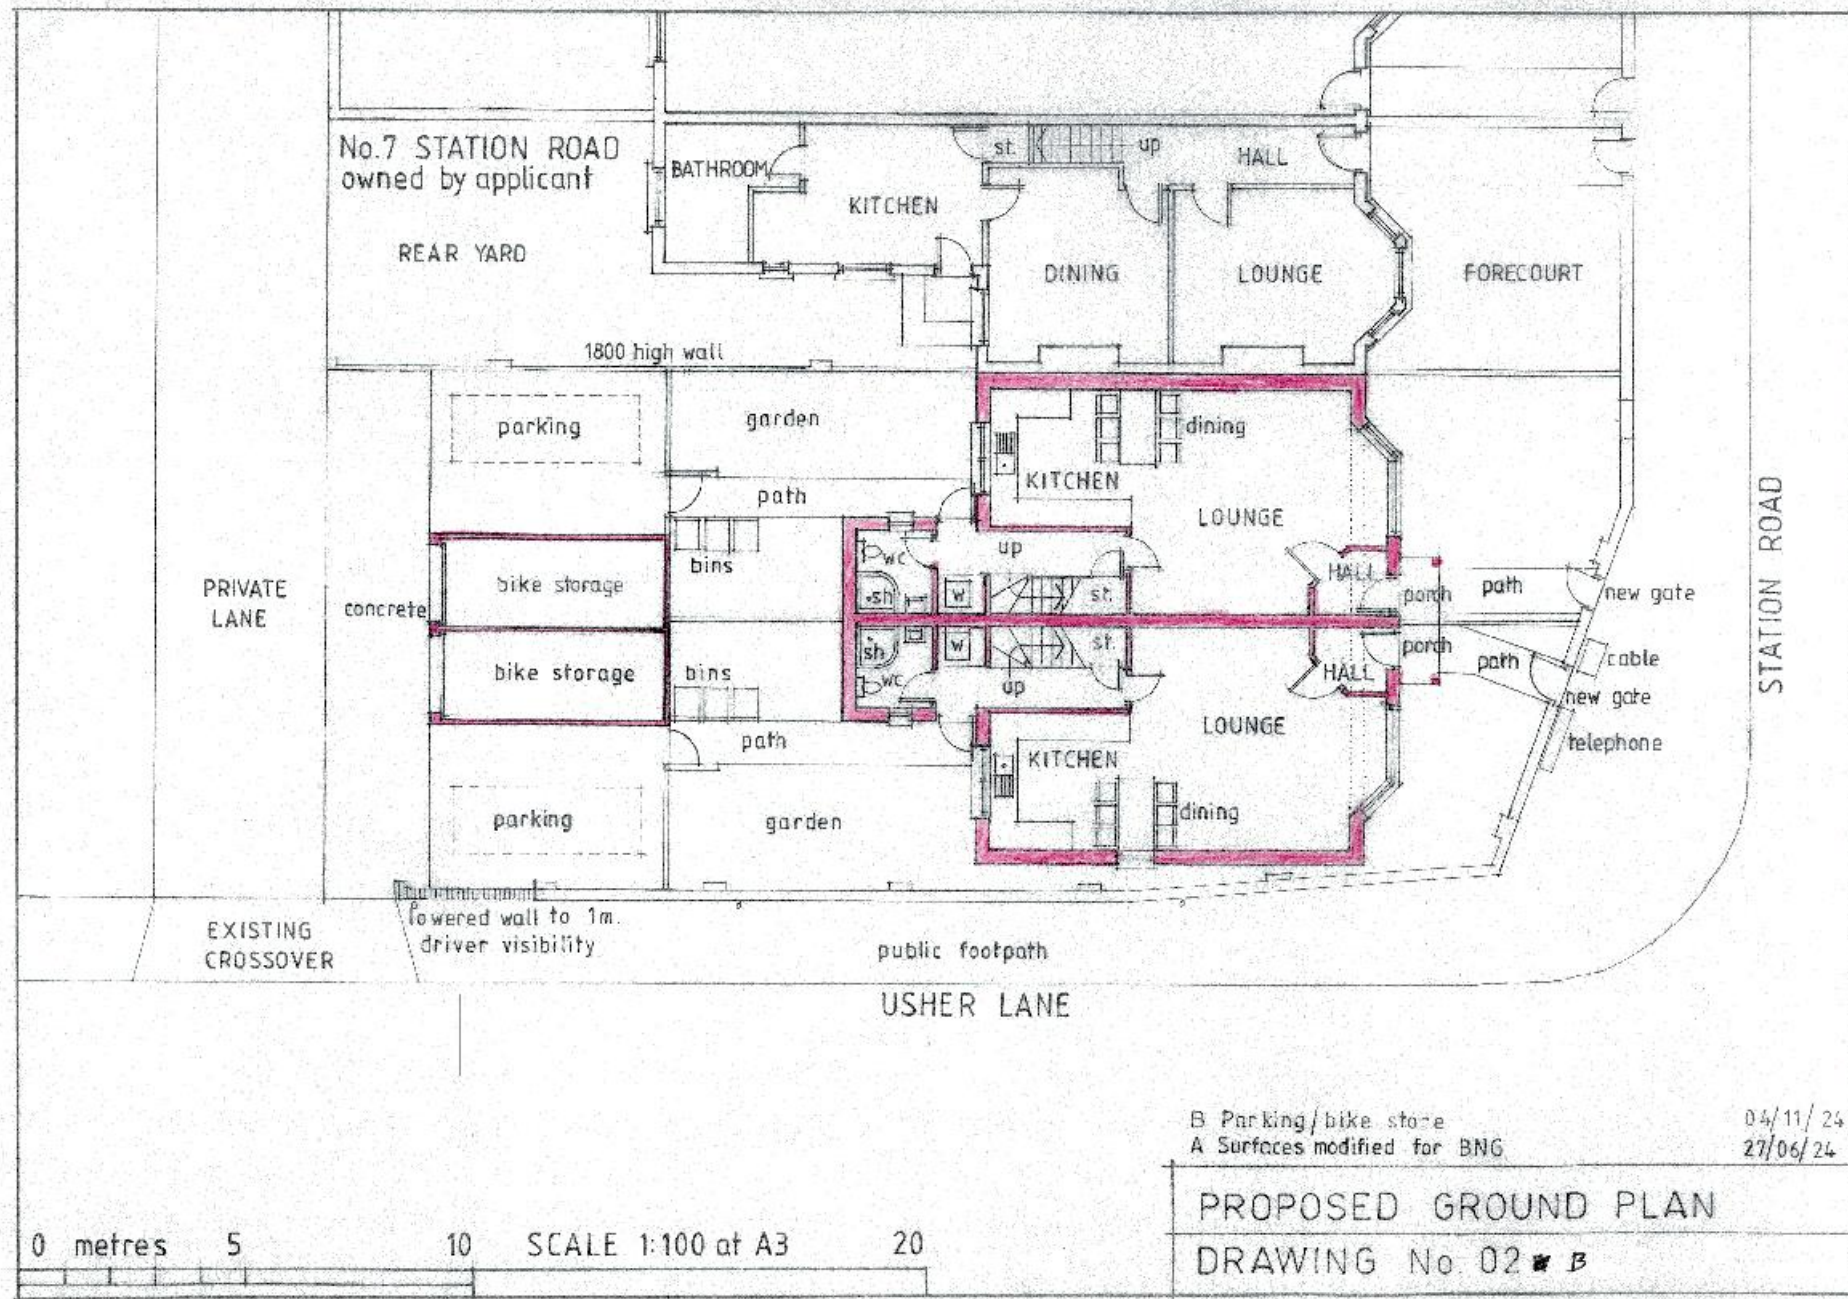 No.7 STATION ROAD
owned by applicant
REAR YARD
BATHROOM
KITCHEN
st.
up
HALL
DINING
LOUNGE
FORECOURT
1800 high wall
parking
garden
path
KITCHEN
dining
LOUNGE
up
wc
sh
w
st.
HALL
porch
path
new gate
bike storage
bins
PRIVATE
LANE
concrete
bike storage
bins
sh
w
st.
wc
up
HALL
porch
path
cable
new gate
telephone
STATION ROAD
path
KITCHEN
LOUNGE
dining
parking
garden
lowered wall to 1m.
driver visibility
EXISTING
CROSSOVER
public footpath
USHER LANE
B Parking/bike store 04/11/24
A Surfaces modified for BNG 27/06/24
PROPOSED GROUND PLAN
DRAWING No. 02 B
0 metres 5 10 SCALE 1:100 at A3 20